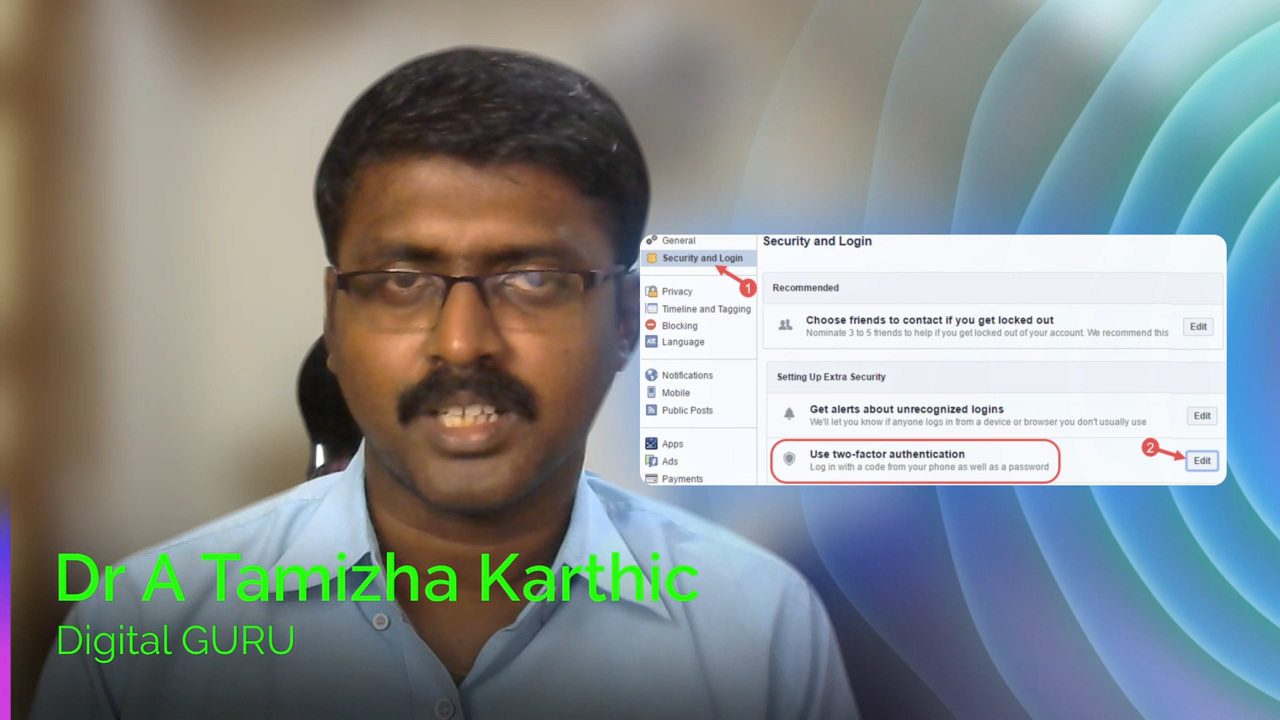 General
Security and Login
1
Privacy
Timeline and Tagging
Blocking
Language
Notifications
Mobile
Public Posts
Apps
Ads
Payments
Security and Login
Recommended
Choose friends to contact if you get locked out
Nominate 3 to 5 friends to help if you get locked out of your account. We recommend this
Edit
Setting Up Extra Security
Get alerts about unrecognized logins
We'll let you know if anyone logs in from a device or browser you don't usually use
Edit
Use two-factor authentication
Log in with a code from your phone as well as a password
2
Edit
Dr A Tamizha Karthic
Digital GURU